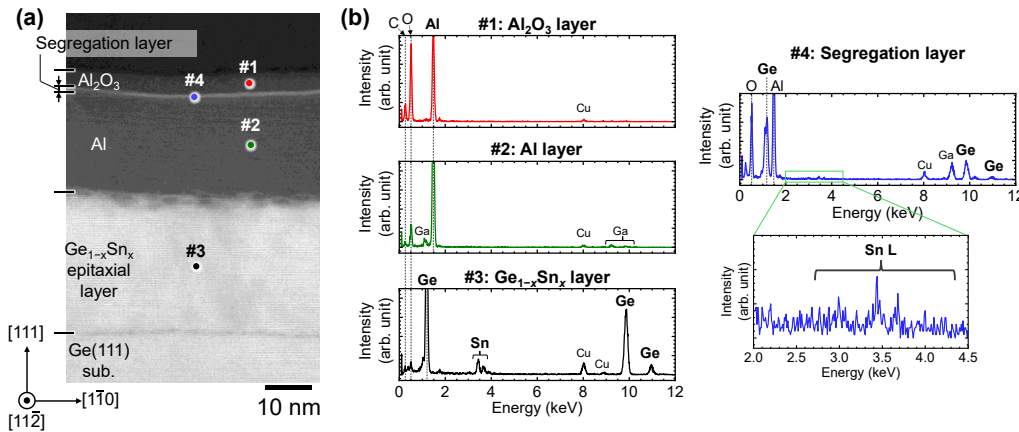 (a)
Segregation layer
Al₂O₃
#4
#1
#2
Al
#3
Ge₁₋ₓSnₓ
epitaxial
layer
[111]
Ge(111)
sub.
[11̄0]
[112̄]
10 nm
(b)
C O Al #1: Al₂O₃ layer
Intensity
(arb. unit)
Cu
#2: Al layer
Intensity
(arb. unit)
Ga
Cu
Ga
Ge #3: Ge₁₋ₓSnₓ layer
Intensity
(arb. unit)
Sn
Cu
Cu
Ge
Ge
0 2 4 6 8 10 12
Energy (keV)
#4: Segregation layer
O Ge Al
Intensity
(arb. unit)
Cu
Ga
Ge
Ge
0 2 4 6 8 10 12
Energy (keV)
Sn L
Intensity
(arb. unit)
2.0 2.5 3.0 3.5 4.0 4.5
Energy (keV)